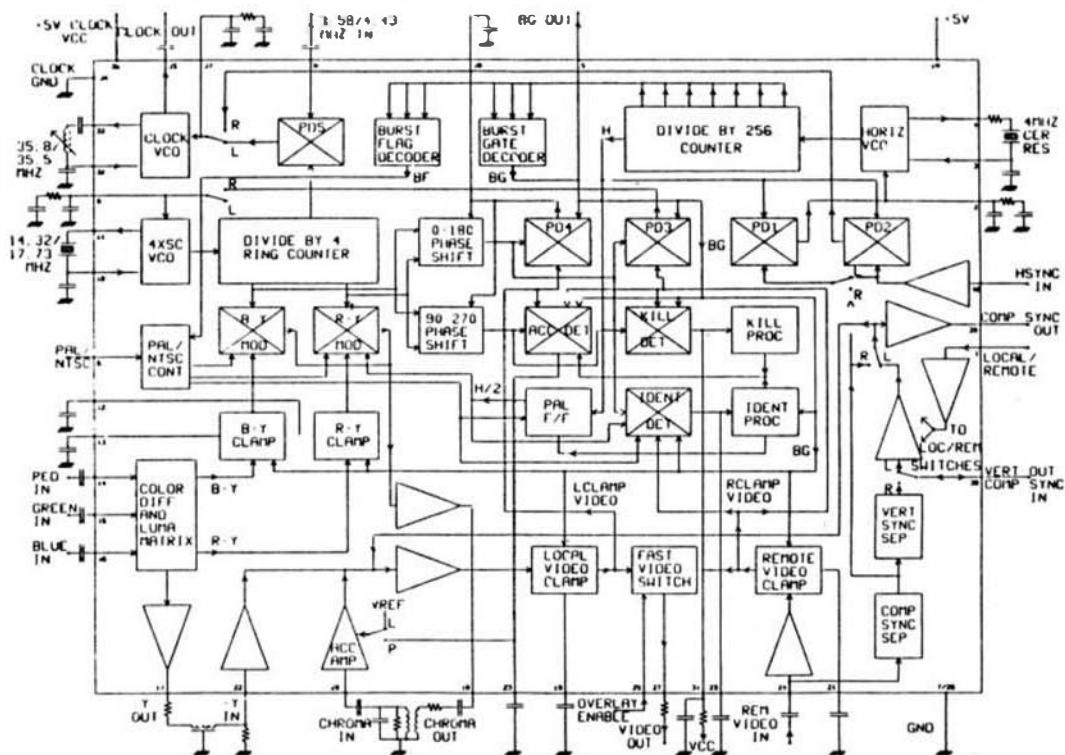 -5V CLOCK VCC
CLOCK OUT
3.58/4.43 MHZ IN
BG OUT
-5V
CLOCK GND
CLOCK VCO
R
L
PD5
BURST FLAG DECODER
BF
BURST GATE DECODER
BG
H
DIVIDE BY 256 COUNTER
HORIZ VCO
4MHZ CER RES
35.8/ 35.5 MHZ
R
L
14.32/ 17.73 MHZ
4XSC VCO
DIVIDE BY 4 RING COUNTER
0-180 PHASE SHIFT
PD4
PD3
BG
PD1
PD2
R
HSYNC IN
B-Y MOD
R-Y MOD
90 270 PHASE SHIFT
ACC DET
KILL DET
KILL PROC
COMP SYNC OUT
PAL/ NTSC
PAL/ NTSC CONT
H/2
PAL F/F
IDENT DET
IDENT PROC
R
L
LOCAL/ REMOTE
B-Y CLAMP
R-Y CLAMP
BG
TO LOC/REM SWITCHES
L
R
VERT OUT COMP SYNC IN
PED IN
GREEN IN
BLUE IN
COLOR DIFF AND LUMA MATRIX
B-Y
R-Y
LCLAMP VIDEO
RCLAMP VIDEO
VERT SYNC SEP
LOCAL VIDEO CLAMP
FAST VIDEO SWITCH
REMOTE VIDEO CLAMP
COMP SYNC SEP
VREF
L
P
ACC AMP
Y OUT
-Y IN
CHROMA IN
CHROMA OUT
OVERLAY ENABLE
VIDEO OUT
VCC
REM VIDEO IN
7/26
GND